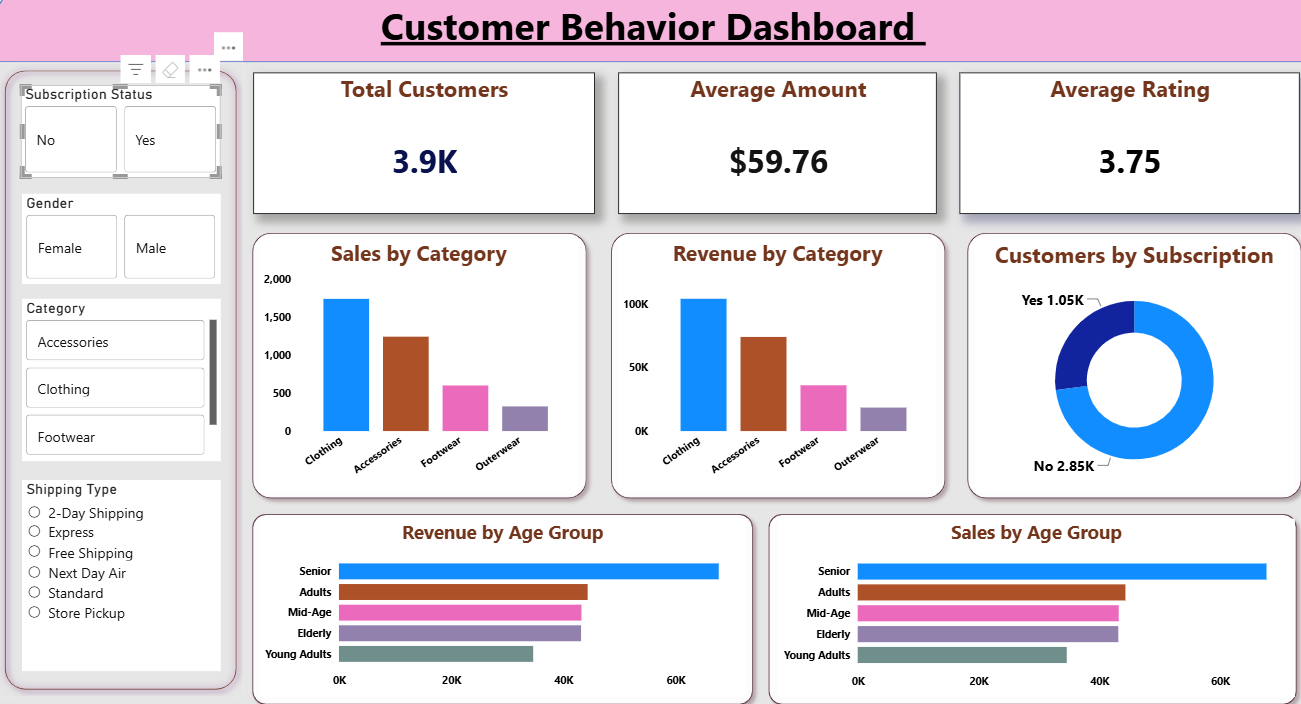 Customer Behavior Dashboard
Subscription Status
No
Yes
Gender
Female
Male
Category
Accessories
Clothing
Footwear
Shipping Type
2-Day Shipping
Express
Free Shipping
Next Day Air
Standard
Store Pickup
Total Customers
3.9K
Average Amount
$59.76
Average Rating
3.75
Sales by Category
2,000
1,500
1,000
500
0
Clothing
Accessories
Footwear
Outerwear
Revenue by Category
100K
50K
0K
Clothing
Accessories
Footwear
Outerwear
Customers by Subscription
Yes 1.05K
No 2.85K
Revenue by Age Group
Senior
Adults
Mid-Age
Elderly
Young Adults
0K
20K
40K
60K
Sales by Age Group
Senior
Adults
Mid-Age
Elderly
Young Adults
0K
20K
40K
60K